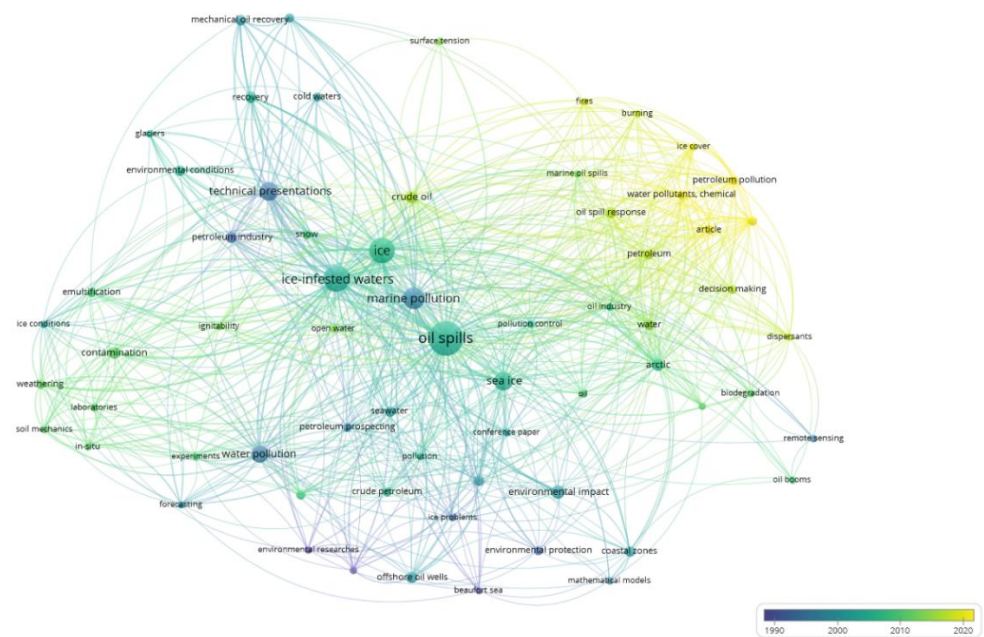 mechanical oil recovery
surface tension
recovery
cold waters
fires
burning
glaciers
ice cover
environmental conditions
marine oil spills
petroleum pollution
technical presentations
crude oil
water pollutants, chemical
oil spill response
petroleum industry
snow
article
ice
petroleum
ice-infested waters
emulsification
marine pollution
decision making
oil industry
ice conditions
ignitability
open water
pollution control
water
oil spills
dispersants
contamination
arctic
weathering
sea ice
oil
biodegradation
laboratories
seawater
soil mechanics
petroleum prospecting
conference paper
remote sensing
in-situ
experiments
water pollution
pollution
oil booms
crude petroleum
environmental impact
forecasting
ice problems
environmental researches
environmental protection
coastal zones
offshore oil wells
mathematical models
beaufort sea
1990 2000 2010 2020